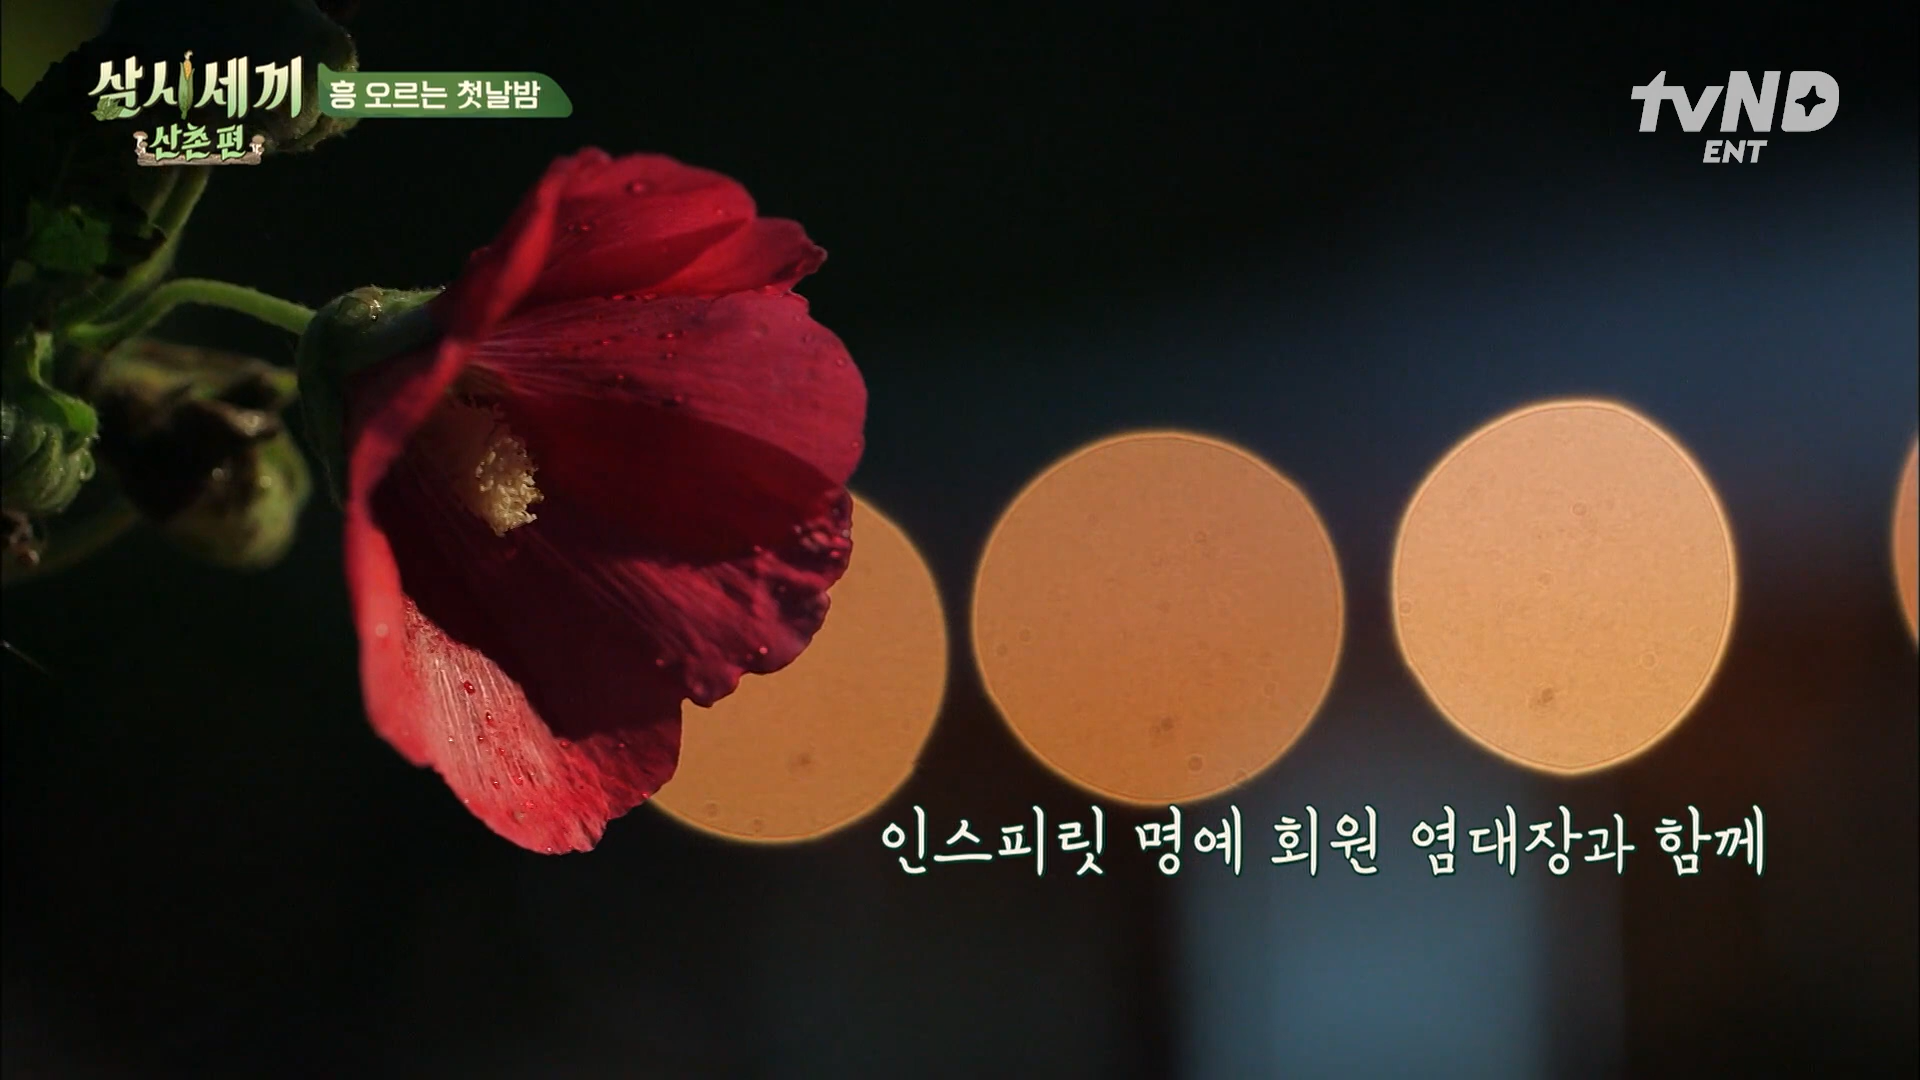 삼시세끼
산촌편
흥 오르는 첫날밤
tvND
ENT
인스피릿 명예 회원 염대장과 함께